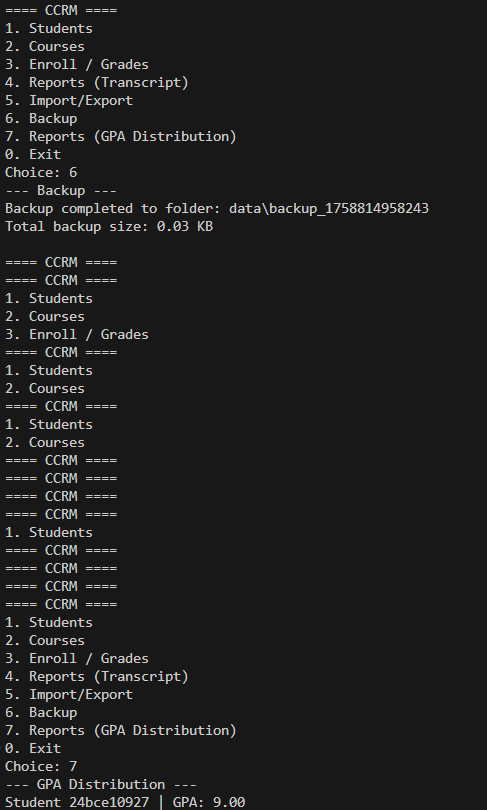 ==== CCRM ====
1. Students
2. Courses
3. Enroll / Grades
4. Reports (Transcript)
5. Import/Export
6. Backup
7. Reports (GPA Distribution)
0. Exit
Choice: 6
--- Backup ---
Backup completed to folder: data\backup_1758814958243
Total backup size: 0.03 KB

==== CCRM ====
==== CCRM ====
1. Students
2. Courses
3. Enroll / Grades
==== CCRM ====
1. Students
2. Courses
==== CCRM ====
1. Students
2. Courses
==== CCRM ====
==== CCRM ====
==== CCRM ====
==== CCRM ====
1. Students
==== CCRM ====
==== CCRM ====
==== CCRM ====
==== CCRM ====
1. Students
2. Courses
3. Enroll / Grades
4. Reports (Transcript)
5. Import/Export
6. Backup
7. Reports (GPA Distribution)
0. Exit
Choice: 7
--- GPA Distribution ---
Student 24bce10927 | GPA: 9.00